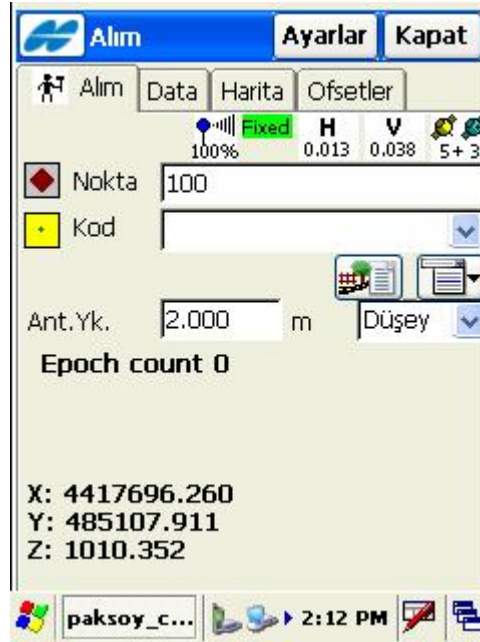 Alım Ayarlar Kapat
Alım Data Harita Ofsetler
Fixed H V
100% 0.013 0.038 5+ 3
Nokta 100
Kod
Ant.Yk. 2.000 m Düşey
Epoch count 0
X: 4417696.260
Y: 485107.911
Z: 1010.352
paksoy_c... 2:12 PM